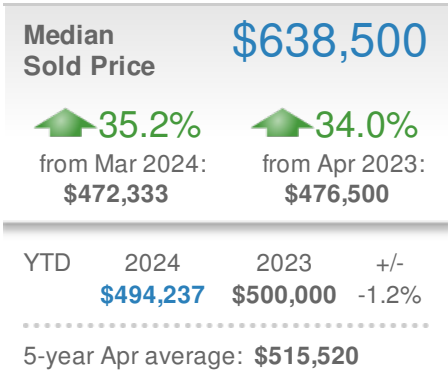 Median $638,500
Sold Price
35.2% 34.0%
from Mar 2024: from Apr 2023:
$472,333 $476,500
YTD 2024 2023 +/-
$494,237 $500,000 -1.2%
5-year Apr average: $515,520